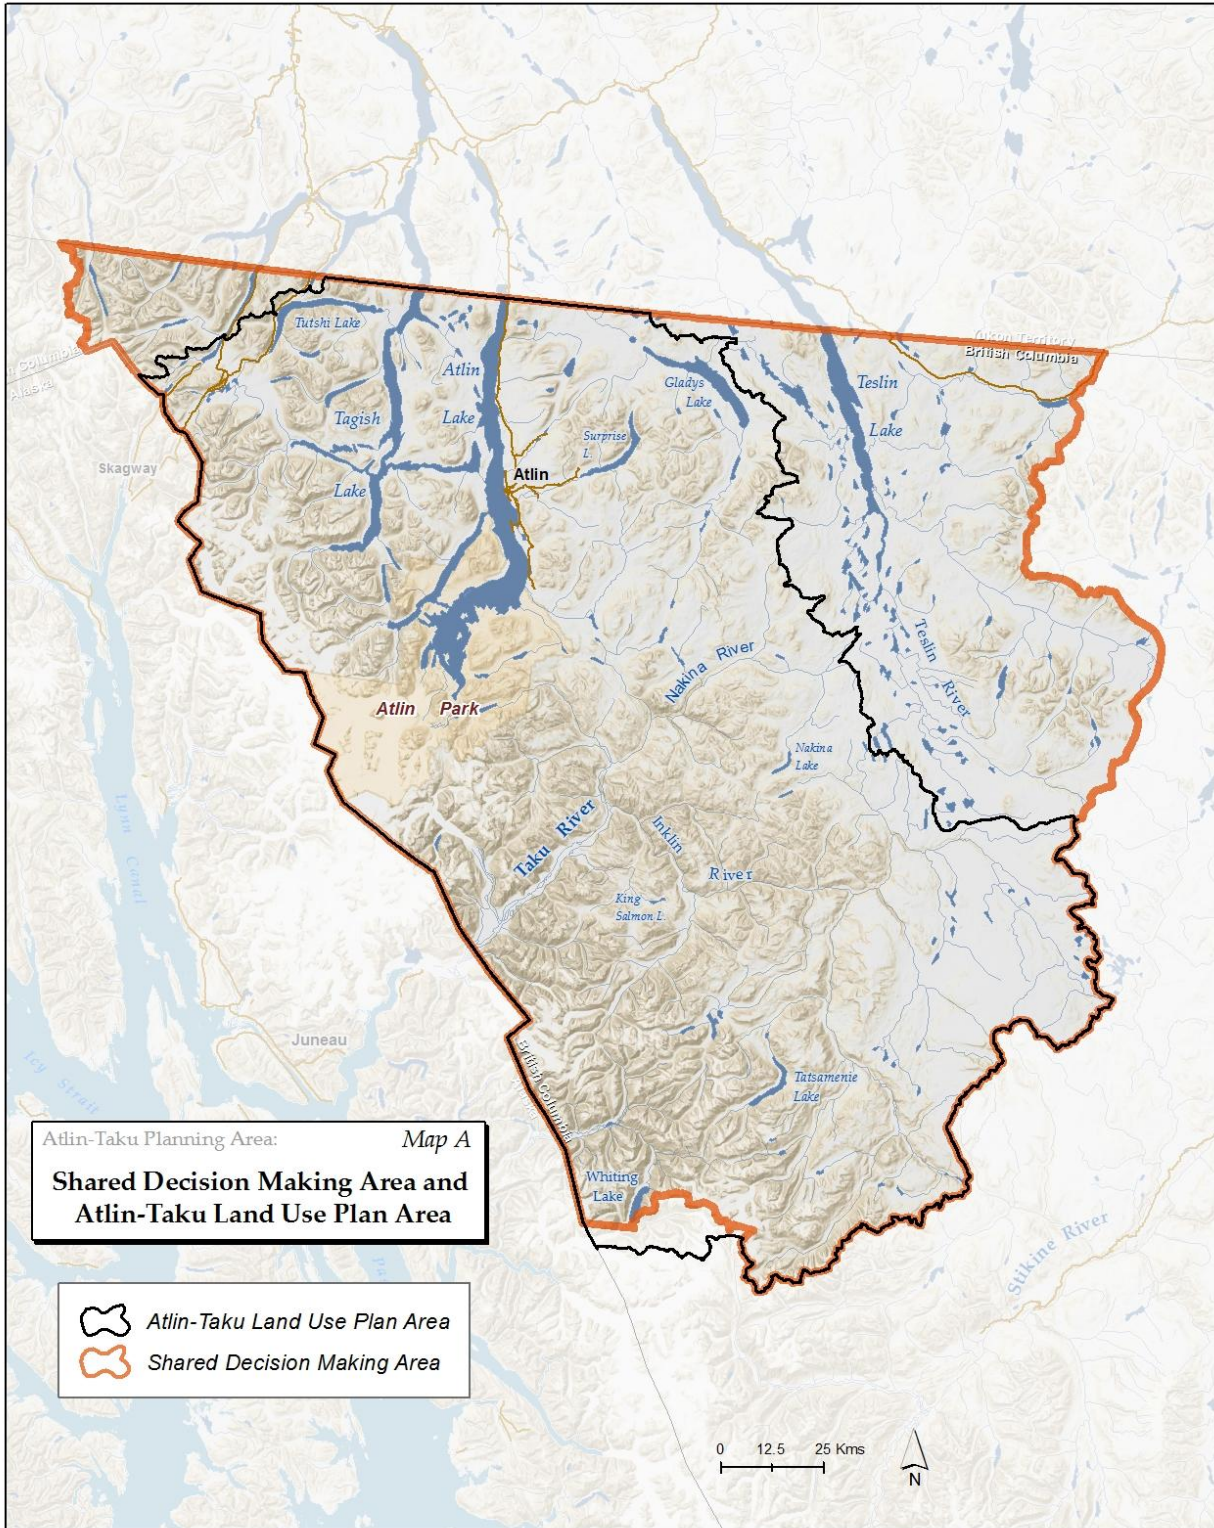 Yukon Territory
British Columbia
Tutshi Lake
Atlin
Lake
Gladys
Lake
Teslin
Lake
Tagish
Lake
Surprise
L.
Atlin
Columbia
Alaska
Skagway
Teslin
River
Nakina River
Atlin Park
Nakina
Lake
Lynn Canal
Taku River
Inklin
River
King
Salmon L.
Juneau
Icy Strait
British Columbia
Tatsamenie
Lake
Whiting
Lake
Stikine River
Atlin-Taku Planning Area:
Map A
Shared Decision Making Area and
Atlin-Taku Land Use Plan Area
Atlin-Taku Land Use Plan Area
Shared Decision Making Area
0 12.5 25 Kms
N